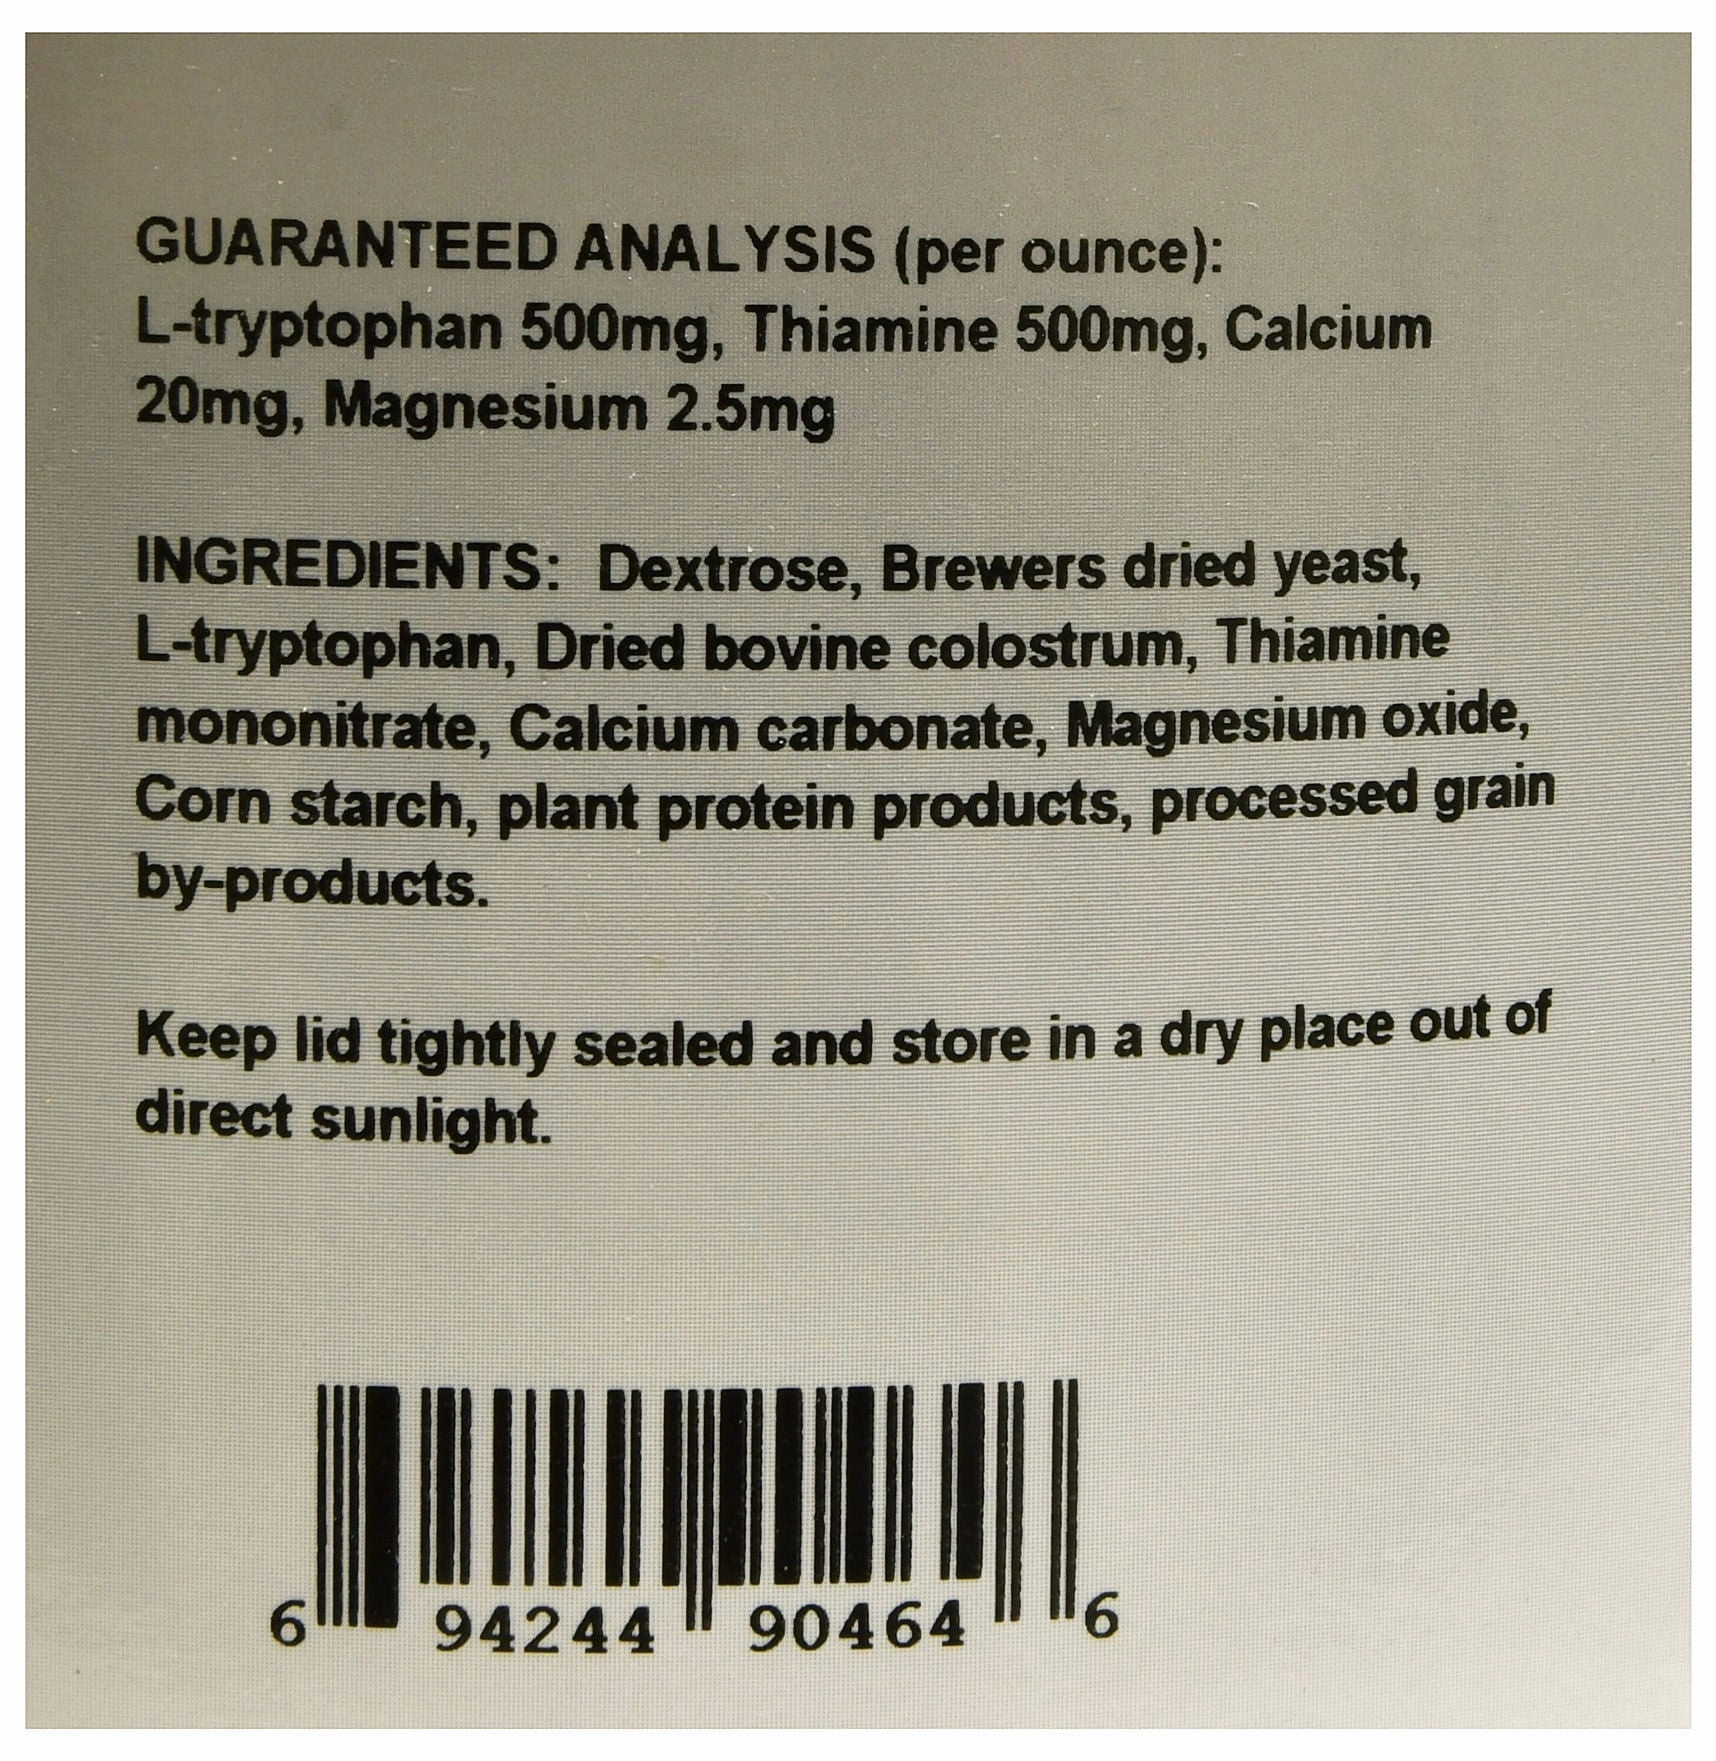 GUARANTEED ANALYSIS (per ounce):
L-tryptophan 500mg, Thiamine 500mg, Calcium
20mg, Magnesium 2.5mg
INGREDIENTS: Dextrose, Brewers dried yeast,
L-tryptophan, Dried bovine colostrum, Thiamine
mononitrate, Calcium carbonate, Magnesium oxide,
Corn starch, plant protein products, processed grain
by-products.
Keep lid tightly sealed and store in a dry place out of
direct sunlight.
6 94244 90464 6